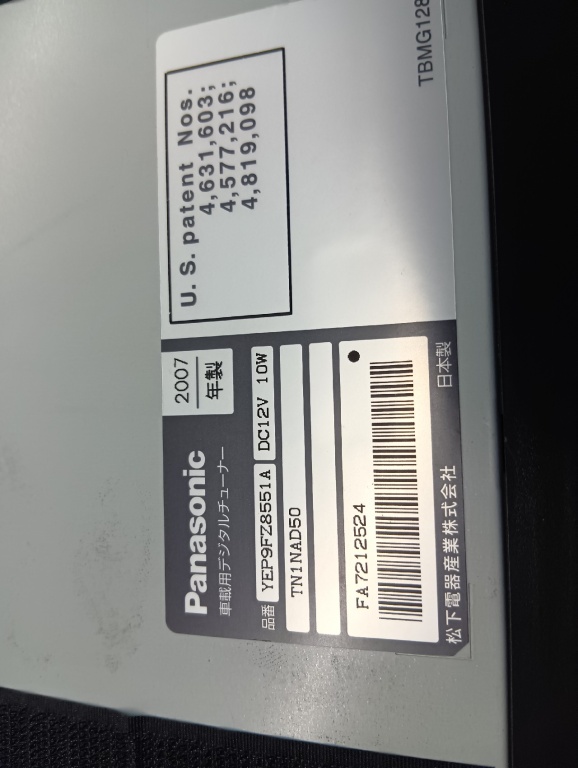 Panasonic
車載用デジタルチューナー
2007
年製
品番 YEP9FZ8551A DC12V 10W
TN1NAD50
FA7212524
松下電器産業株式会社 日本製
U. S. patent Nos.
4,631,603;
4,577,216;
4,819,098
TBMG128